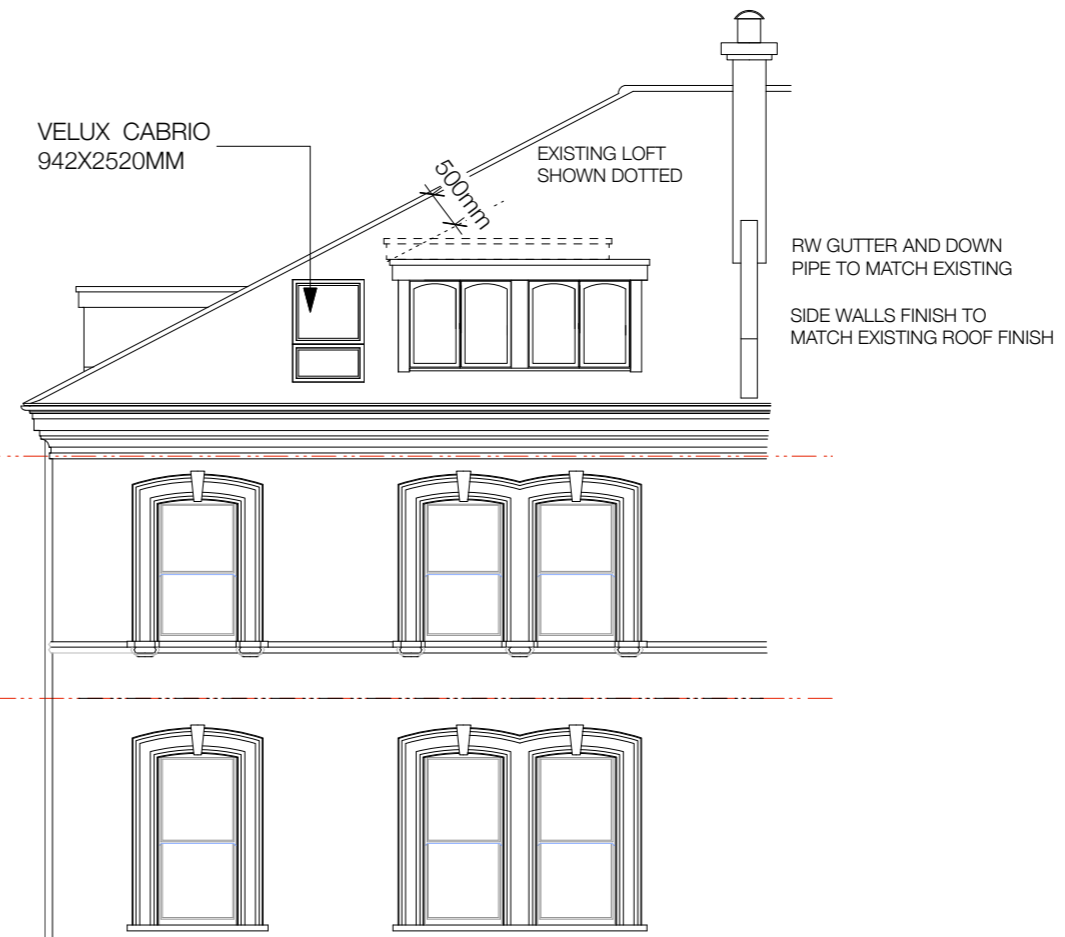 VELUX CABRIO
942X2520MM
500mm
EXISTING LOFT
SHOWN DOTTED
RW GUTTER AND DOWN
PIPE TO MATCH EXISTING
SIDE WALLS FINISH TO
MATCH EXISTING ROOF FINISH